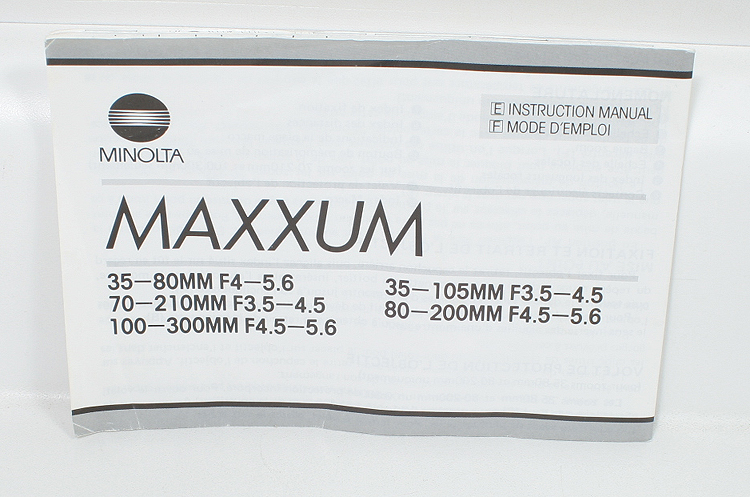 MINOLTA
E INSTRUCTION MANUAL
F MODE D'EMPLOI
MAXXUM
35—80MM F4—5.6
70—210MM F3.5—4.5
100—300MM F4.5—5.6
35—105MM F3.5—4.5
80—200MM F4.5—5.6